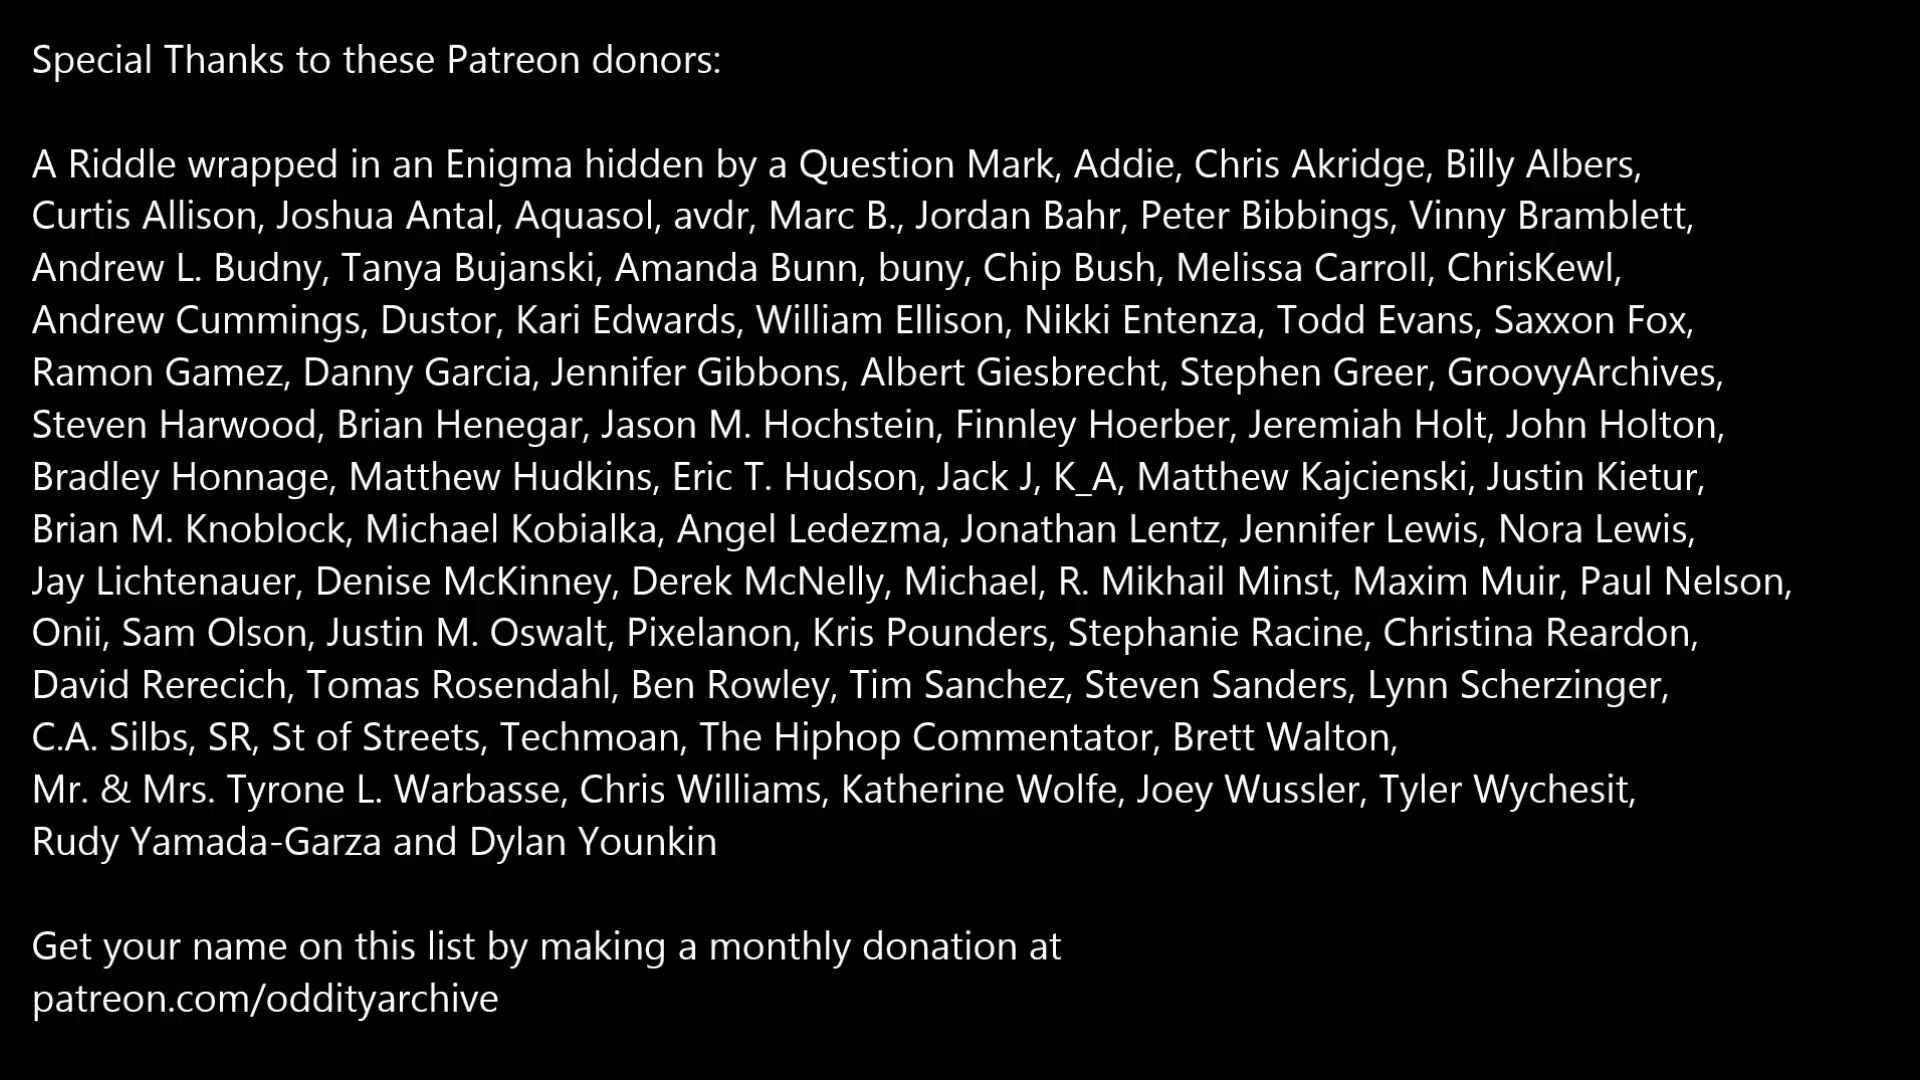 Special Thanks to these Patreon donors:
A Riddle wrapped in an Enigma hidden by a Question Mark, Addie, Chris Akridge, Billy Albers,
Curtis Allison, Joshua Antal, Aquasol, avdr, Marc B., Jordan Bahr, Peter Bibbings, Vinny Bramblett,
Andrew L. Budny, Tanya Bujanski, Amanda Bunn, buny, Chip Bush, Melissa Carroll, ChrisKewl,
Andrew Cummings, Dustor, Kari Edwards, William Ellison, Nikki Entenza, Todd Evans, Saxxon Fox,
Ramon Gamez, Danny Garcia, Jennifer Gibbons, Albert Giesbrecht, Stephen Greer, GroovyArchives,
Steven Harwood, Brian Henegar, Jason M. Hochstein, Finnley Hoerber, Jeremiah Holt, John Holton,
Bradley Honnage, Matthew Hudkins, Eric T. Hudson, Jack J, K_A, Matthew Kajcienski, Justin Kietur,
Brian M. Knoblock, Michael Kobialka, Angel Ledezma, Jonathan Lentz, Jennifer Lewis, Nora Lewis,
Jay Lichtenauer, Denise McKinney, Derek McNelly, Michael, R. Mikhail Minst, Maxim Muir, Paul Nelson,
Onii, Sam Olson, Justin M. Oswalt, Pixelanon, Kris Pounders, Stephanie Racine, Christina Reardon,
David Rerecich, Tomas Rosendahl, Ben Rowley, Tim Sanchez, Steven Sanders, Lynn Scherzinger,
C.A. Silbs, SR, St of Streets, Techmoan, The Hiphop Commentator, Brett Walton,
Mr. & Mrs. Tyrone L. Warbasse, Chris Williams, Katherine Wolfe, Joey Wussler, Tyler Wychesit,
Rudy Yamada-Garza and Dylan Younkin
Get your name on this list by making a monthly donation at
patreon.com/oddityarchive